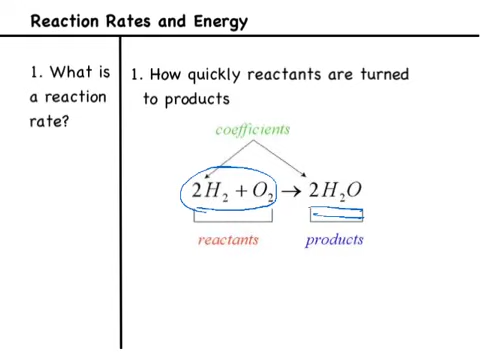 Reaction Rates and Energy
1. What is
a reaction
rate?
1. How quickly reactants are turned
to products
coefficients
2H₂ + O₂ → 2H₂O
reactants products